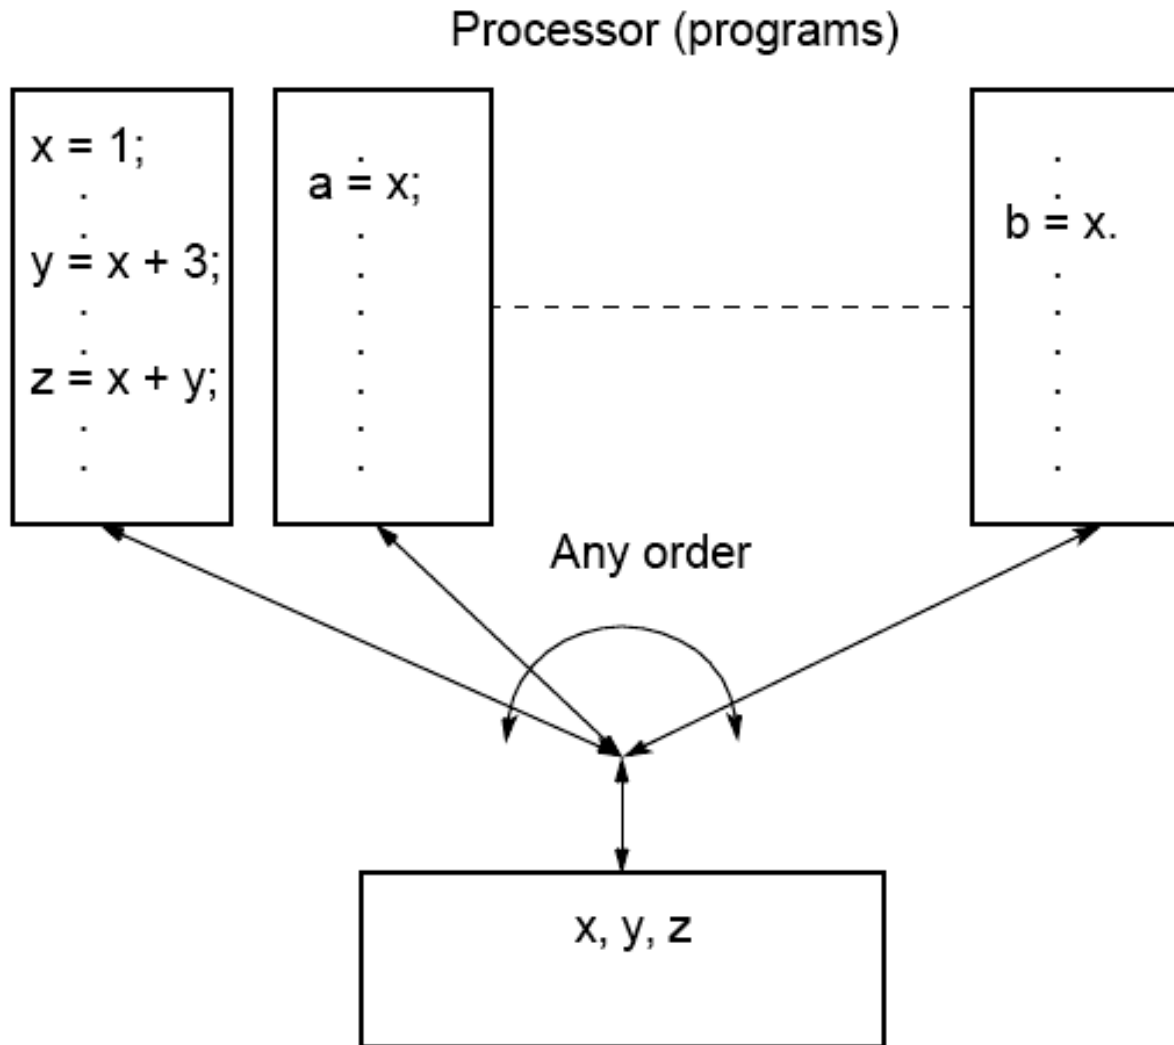 Processor (programs)
x = 1;
.
.
y = x + 3;
.
.
z = x + y;
.
.
.
a = x;
.
.
.
.
.
.
.
.
.
b = x.
.
.
.
.
.
.
Any order
x, y, z